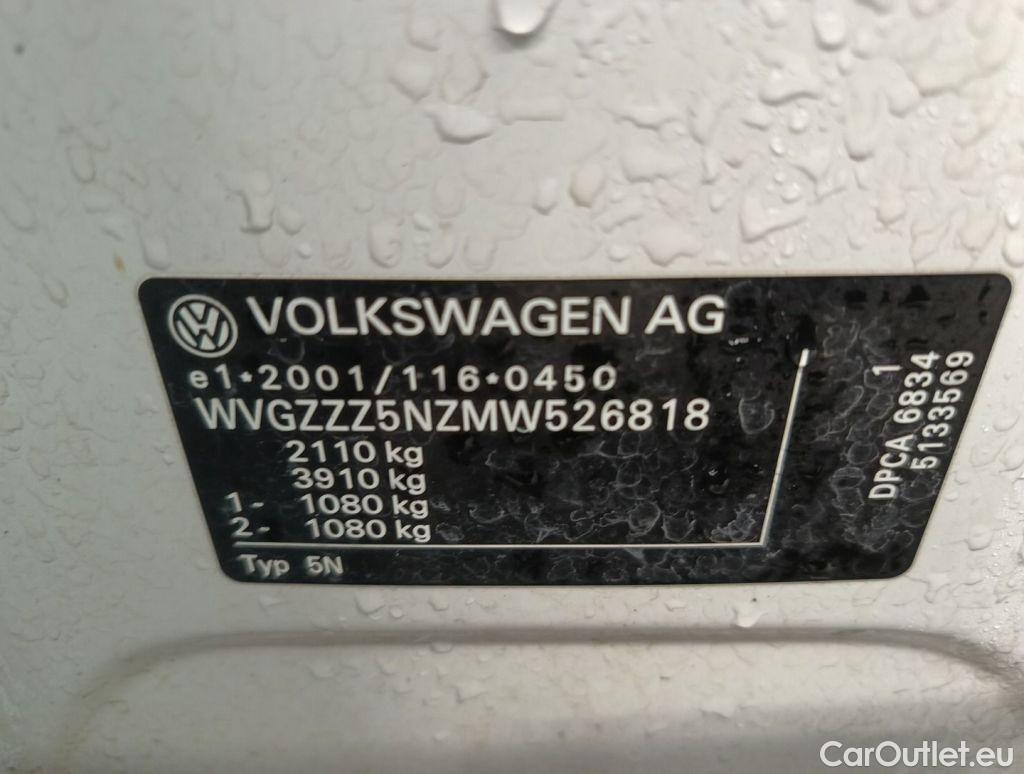 VOLKSWAGEN AG
e1*2001/116*0450
WVGZZZ5NZMW526818
2110 kg
3910 kg
1- 1080 kg
2- 1080 kg
Typ 5N
1
DPCA 6834
5133569
CarOutlet.eu